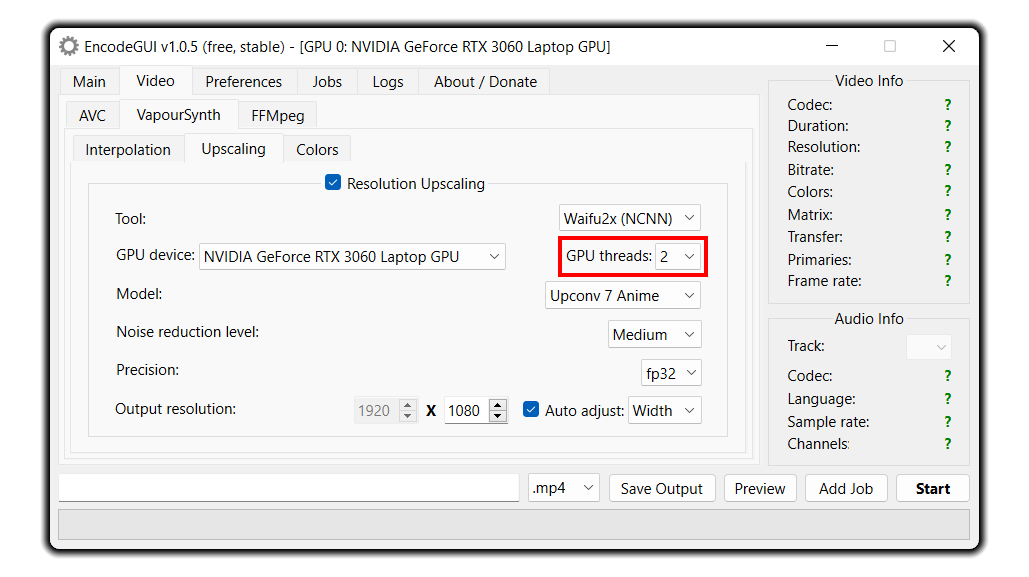 EncodeGUI v1.0.5 (free, stable) - [GPU 0: NVIDIA GeForce RTX 3060 Laptop GPU]
Main Video Preferences Jobs Logs About / Donate
AVC VapourSynth FFMpeg
Interpolation Upscaling Colors
Resolution Upscaling
Tool: Waifu2x (NCNN)
GPU device: NVIDIA GeForce RTX 3060 Laptop GPU GPU threads: 2
Model: Upconv 7 Anime
Noise reduction level: Medium
Precision: fp32
Output resolution: 1920 X 1080 Auto adjust: Width
Video Info
Codec: ?
Duration: ?
Resolution: ?
Bitrate: ?
Colors: ?
Matrix: ?
Transfer: ?
Primaries: ?
Frame rate: ?
Audio Info
Track:
Codec: ?
Language: ?
Sample rate: ?
Channels: ?
.mp4 Save Output Preview Add Job Start